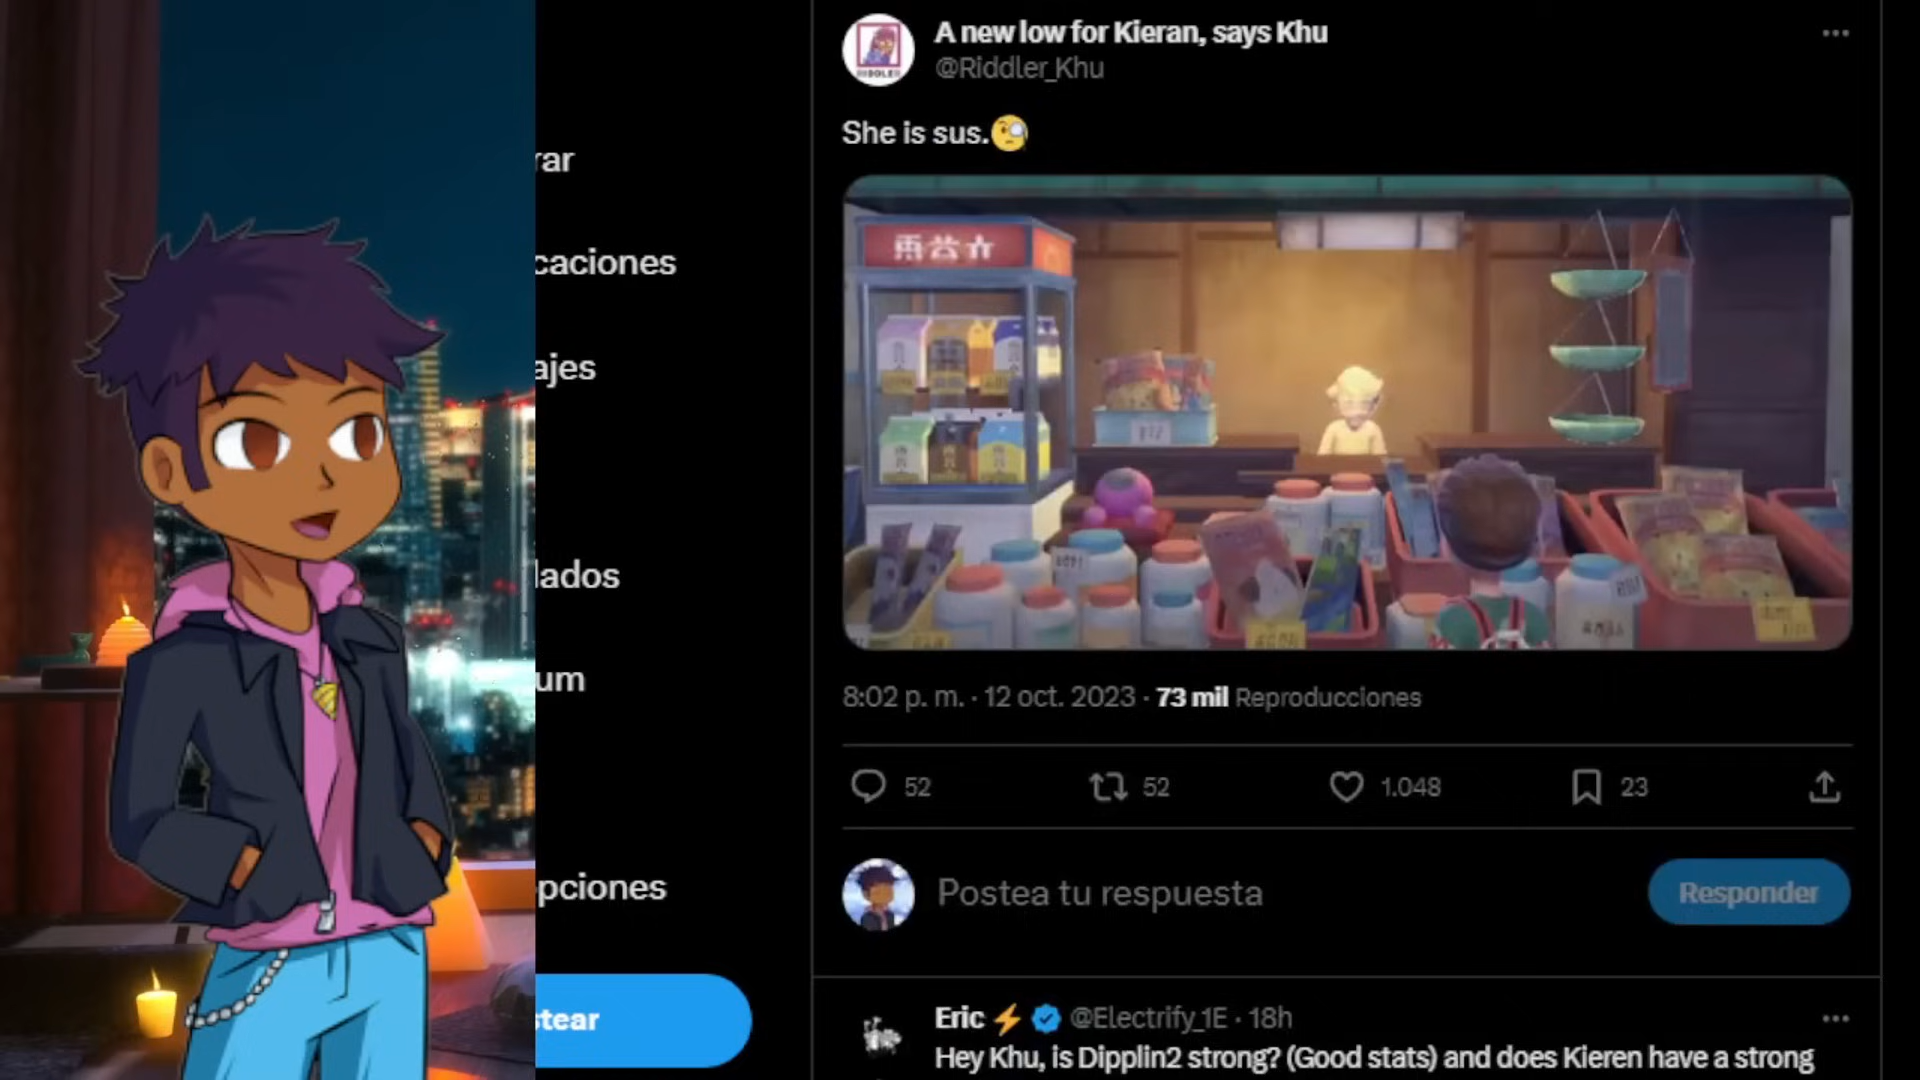 A new low for Kieran, says Khu
@Riddler_Khu
She is sus.
rar
caciones
ajes
lados
um
pciones
stear
8:02 p. m. · 12 oct. 2023 · 73 mil Reproducciones
52
52
1.048
23
Postea tu respuesta
Responder
Eric @Electrify_1E · 18h
Hey Khu, is Dipplin2 strong? (Good stats) and does Kieren have a strong